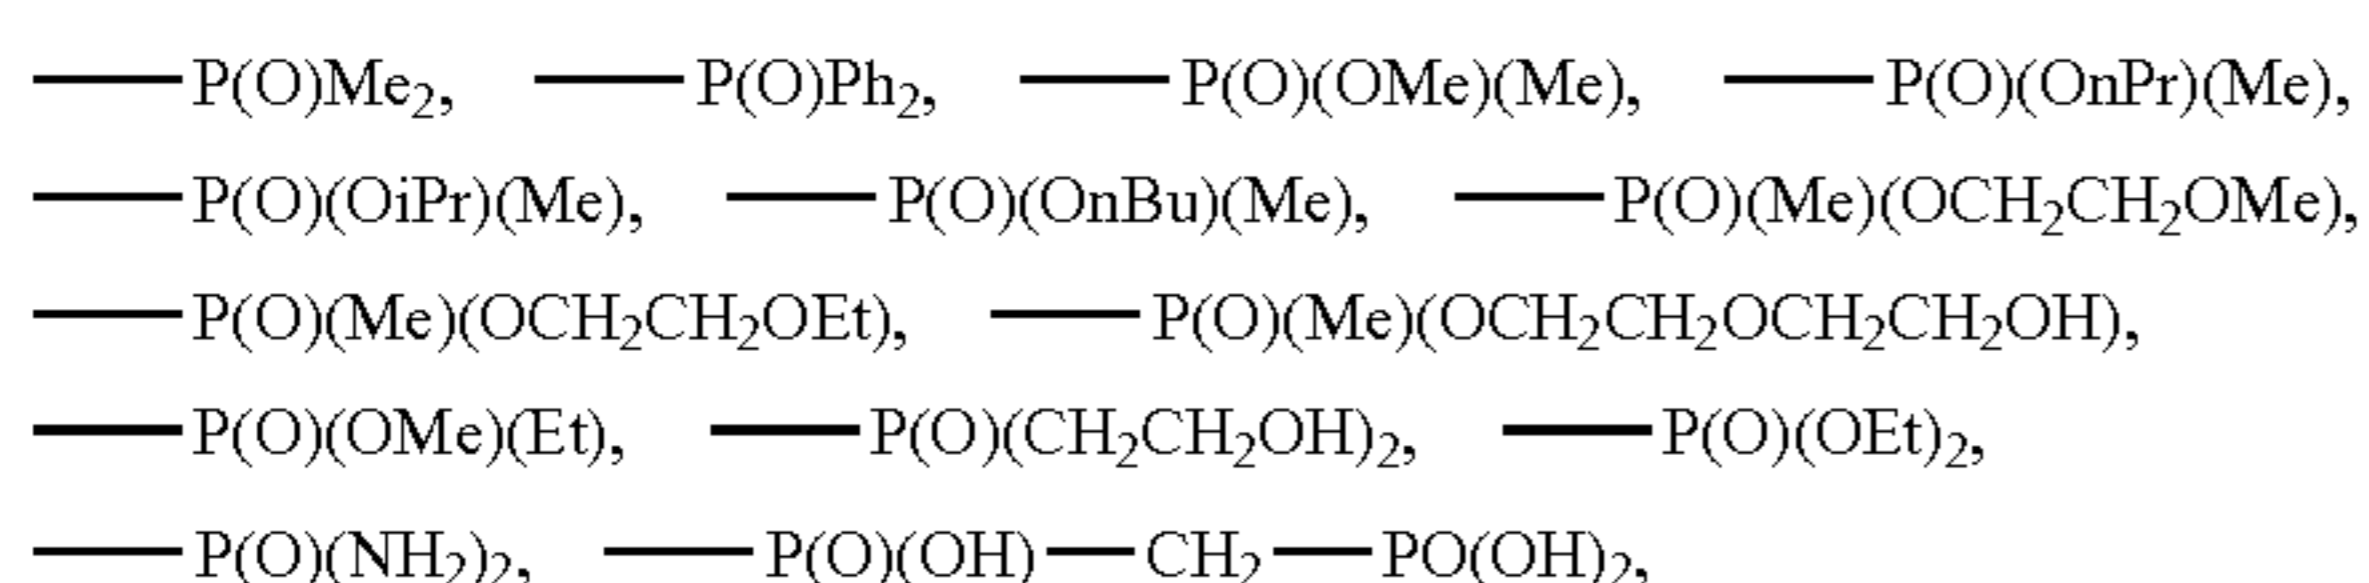 —P(O)Me₂, —P(O)Ph₂, —P(O)(OMe)(Me), —P(O)(OnPr)(Me),
—P(O)(OiPr)(Me), —P(O)(OnBu)(Me), —P(O)(Me)(OCH₂CH₂OMe),
—P(O)(Me)(OCH₂CH₂OEt), —P(O)(Me)(OCH₂CH₂OCH₂CH₂OH),
—P(O)(OMe)(Et), —P(O)(CH₂CH₂OH)₂, —P(O)(OEt)₂,
—P(O)(NH₂)₂, —P(O)(OH)—CH₂—PO(OH)₂,